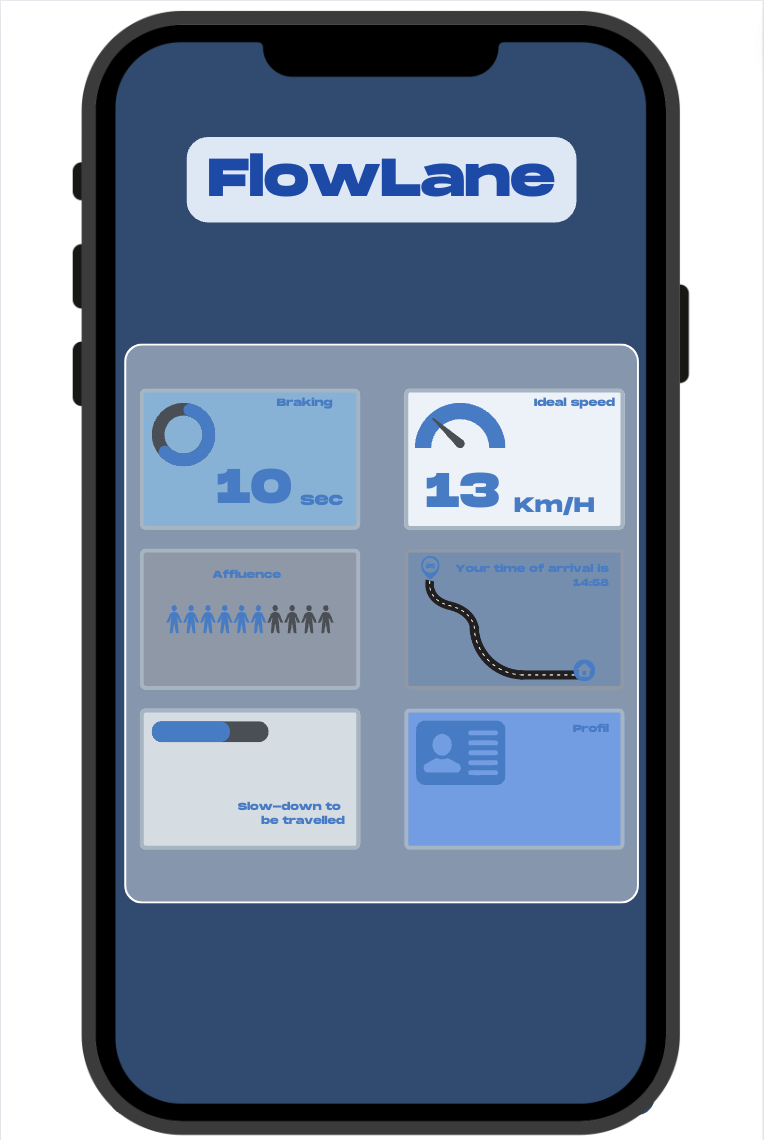 FlowLane
Braking
10 sec
Ideal speed
13 Km/H
Affluence
Your time of arrival is
14:58
Slow-down to
be travelled
Profil